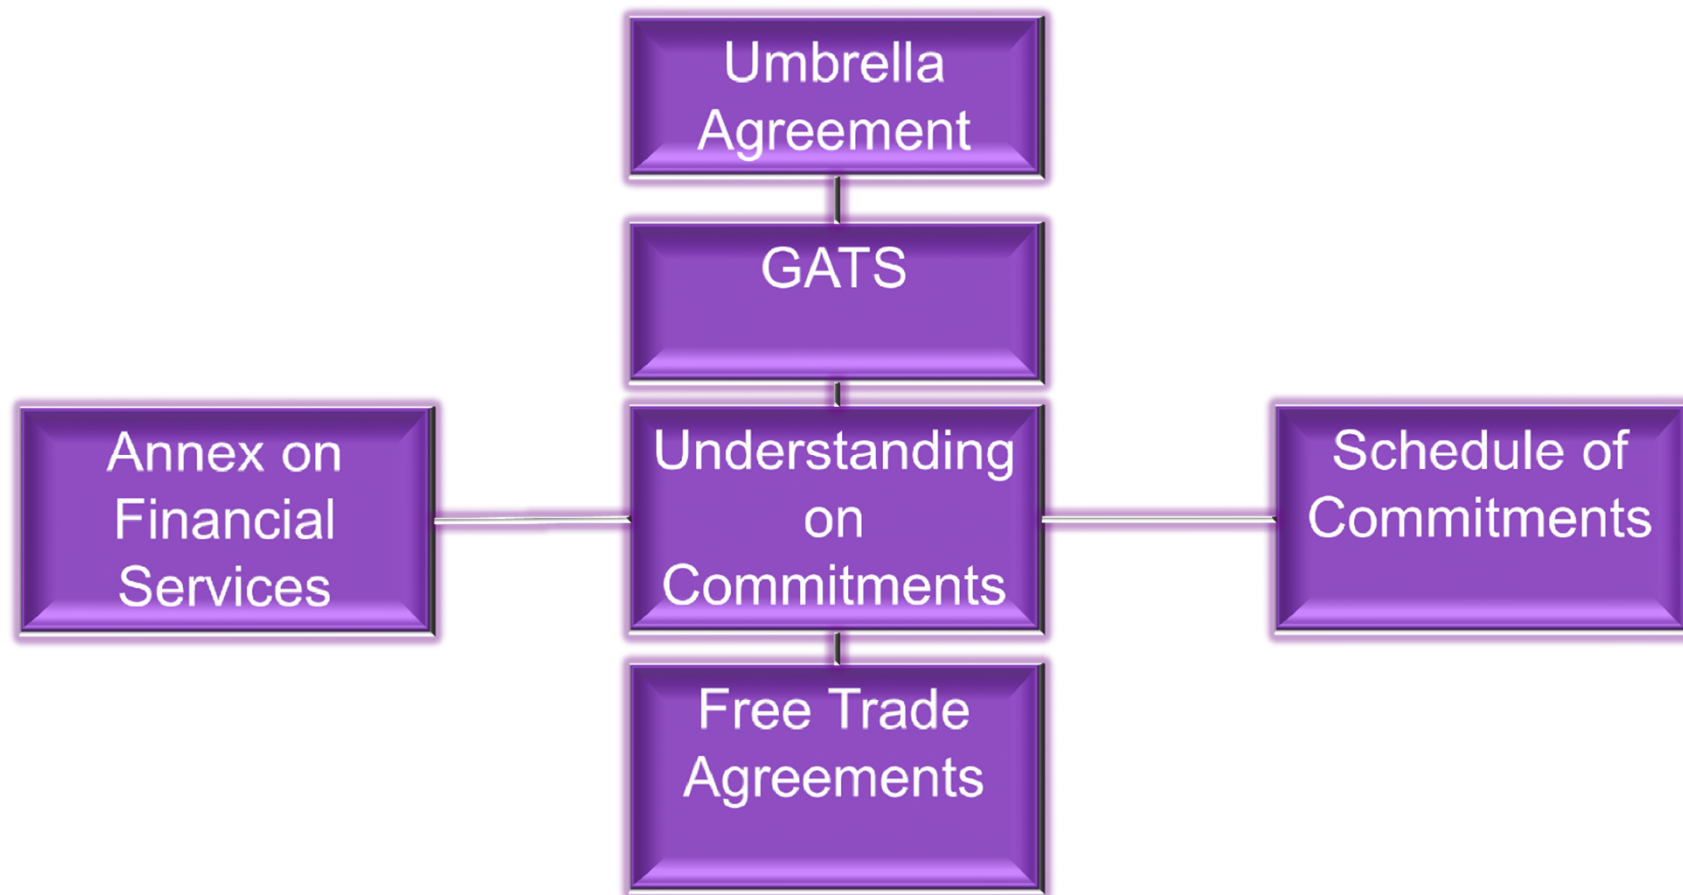 Umbrella
Agreement
GATS
Annex on
Financial
Services
Understanding
on
Commitments
Schedule of
Commitments
Free Trade
Agreements